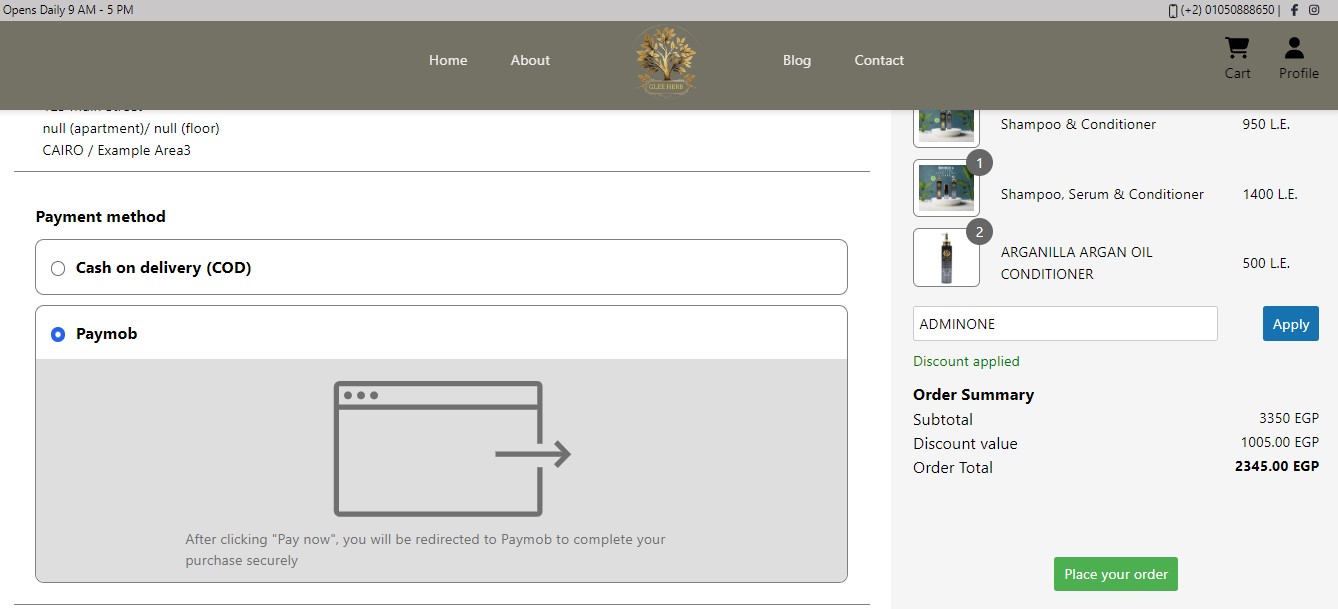 Opens Daily 9 AM - 5 PM
(+2) 01050888650 |
Home
About
GLEE HERB
Blog
Contact
Cart
Profile
null (apartment)/ null (floor)
CAIRO / Example Area3
Payment method
Cash on delivery (COD)
Paymob
After clicking "Pay now", you will be redirected to Paymob to complete your
purchase securely
Shampoo & Conditioner
950 L.E.
1
Shampoo, Serum & Conditioner
1400 L.E.
2
ARGANILLA ARGAN OIL
CONDITIONER
500 L.E.
ADMINONE
Apply
Discount applied
Order Summary
Subtotal
3350 EGP
Discount value
1005.00 EGP
Order Total
2345.00 EGP
Place your order